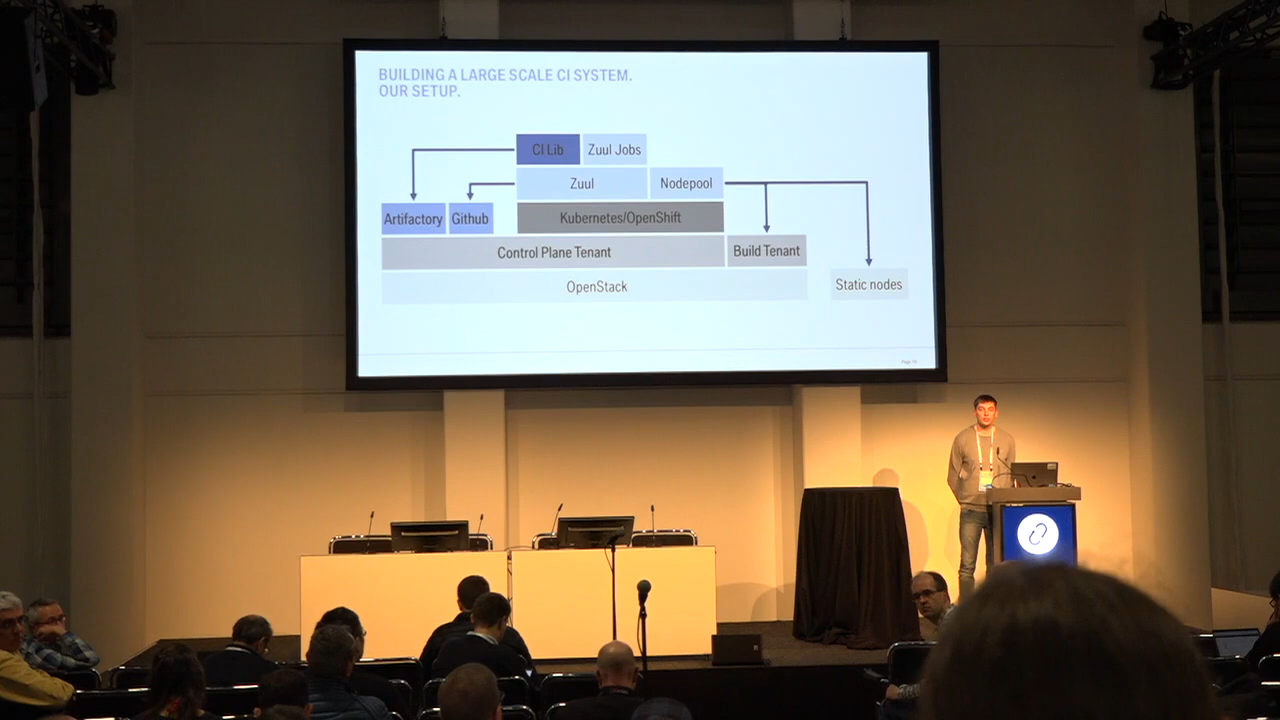 BUILDING A LARGE SCALE CI SYSTEM.
OUR SETUP.
CI Lib
Zuul Jobs
Zuul
Nodepool
Artifactory
Github
Kubernetes/OpenShift
Control Plane Tenant
Build Tenant
OpenStack
Static nodes